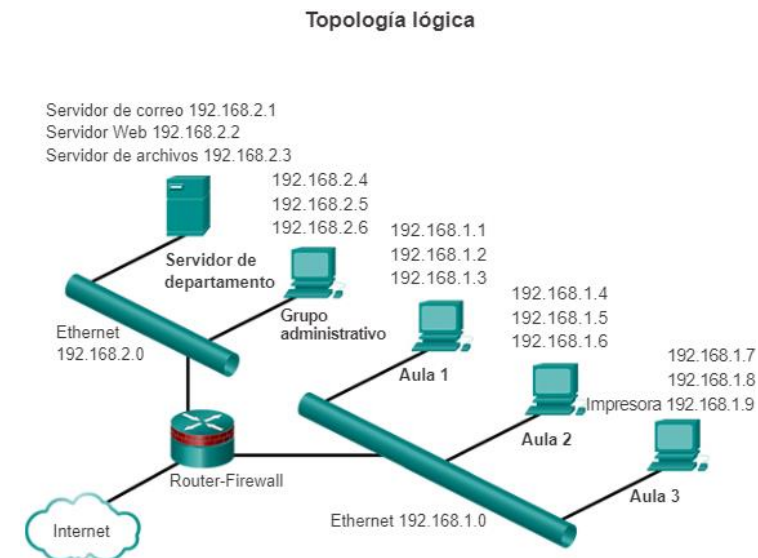 Topología lógica
Servidor de correo 192.168.2.1
Servidor Web 192.168.2.2
Servidor de archivos 192.168.2.3
192.168.2.4
192.168.2.5
192.168.2.6
192.168.1.1
192.168.1.2
192.168.1.3
Servidor de
departamento
192.168.1.4
192.168.1.5
192.168.1.6
Grupo
administrativo
Ethernet
192.168.2.0
192.168.1.7
192.168.1.8
Impresora 192.168.1.9
Aula 1
Aula 2
Aula 3
Router-Firewall
Ethernet 192.168.1.0
Internet